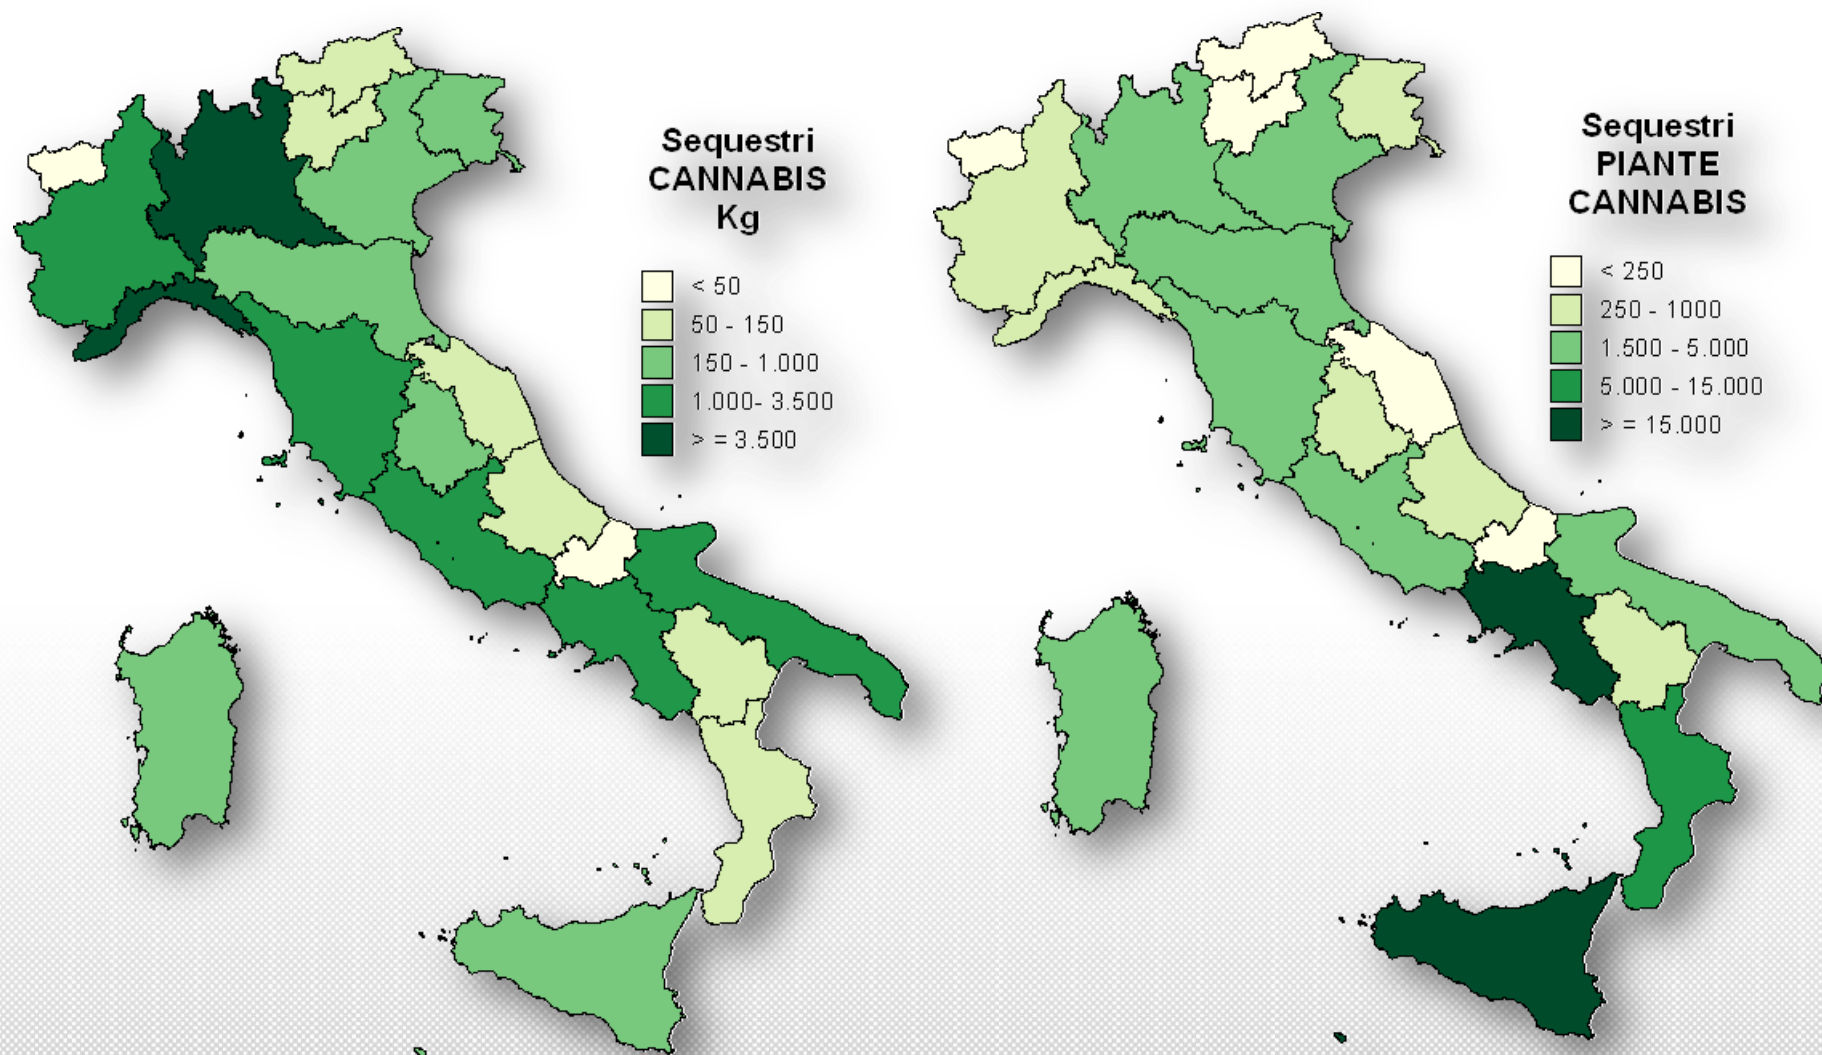 Sequestri
CANNABIS
Kg
< 50
50 - 150
150 - 1.000
1.000- 3.500
> = 3.500
Sequestri
PIANTE
CANNABIS
< 250
250 - 1000
1.500 - 5.000
5.000 - 15.000
> = 15.000